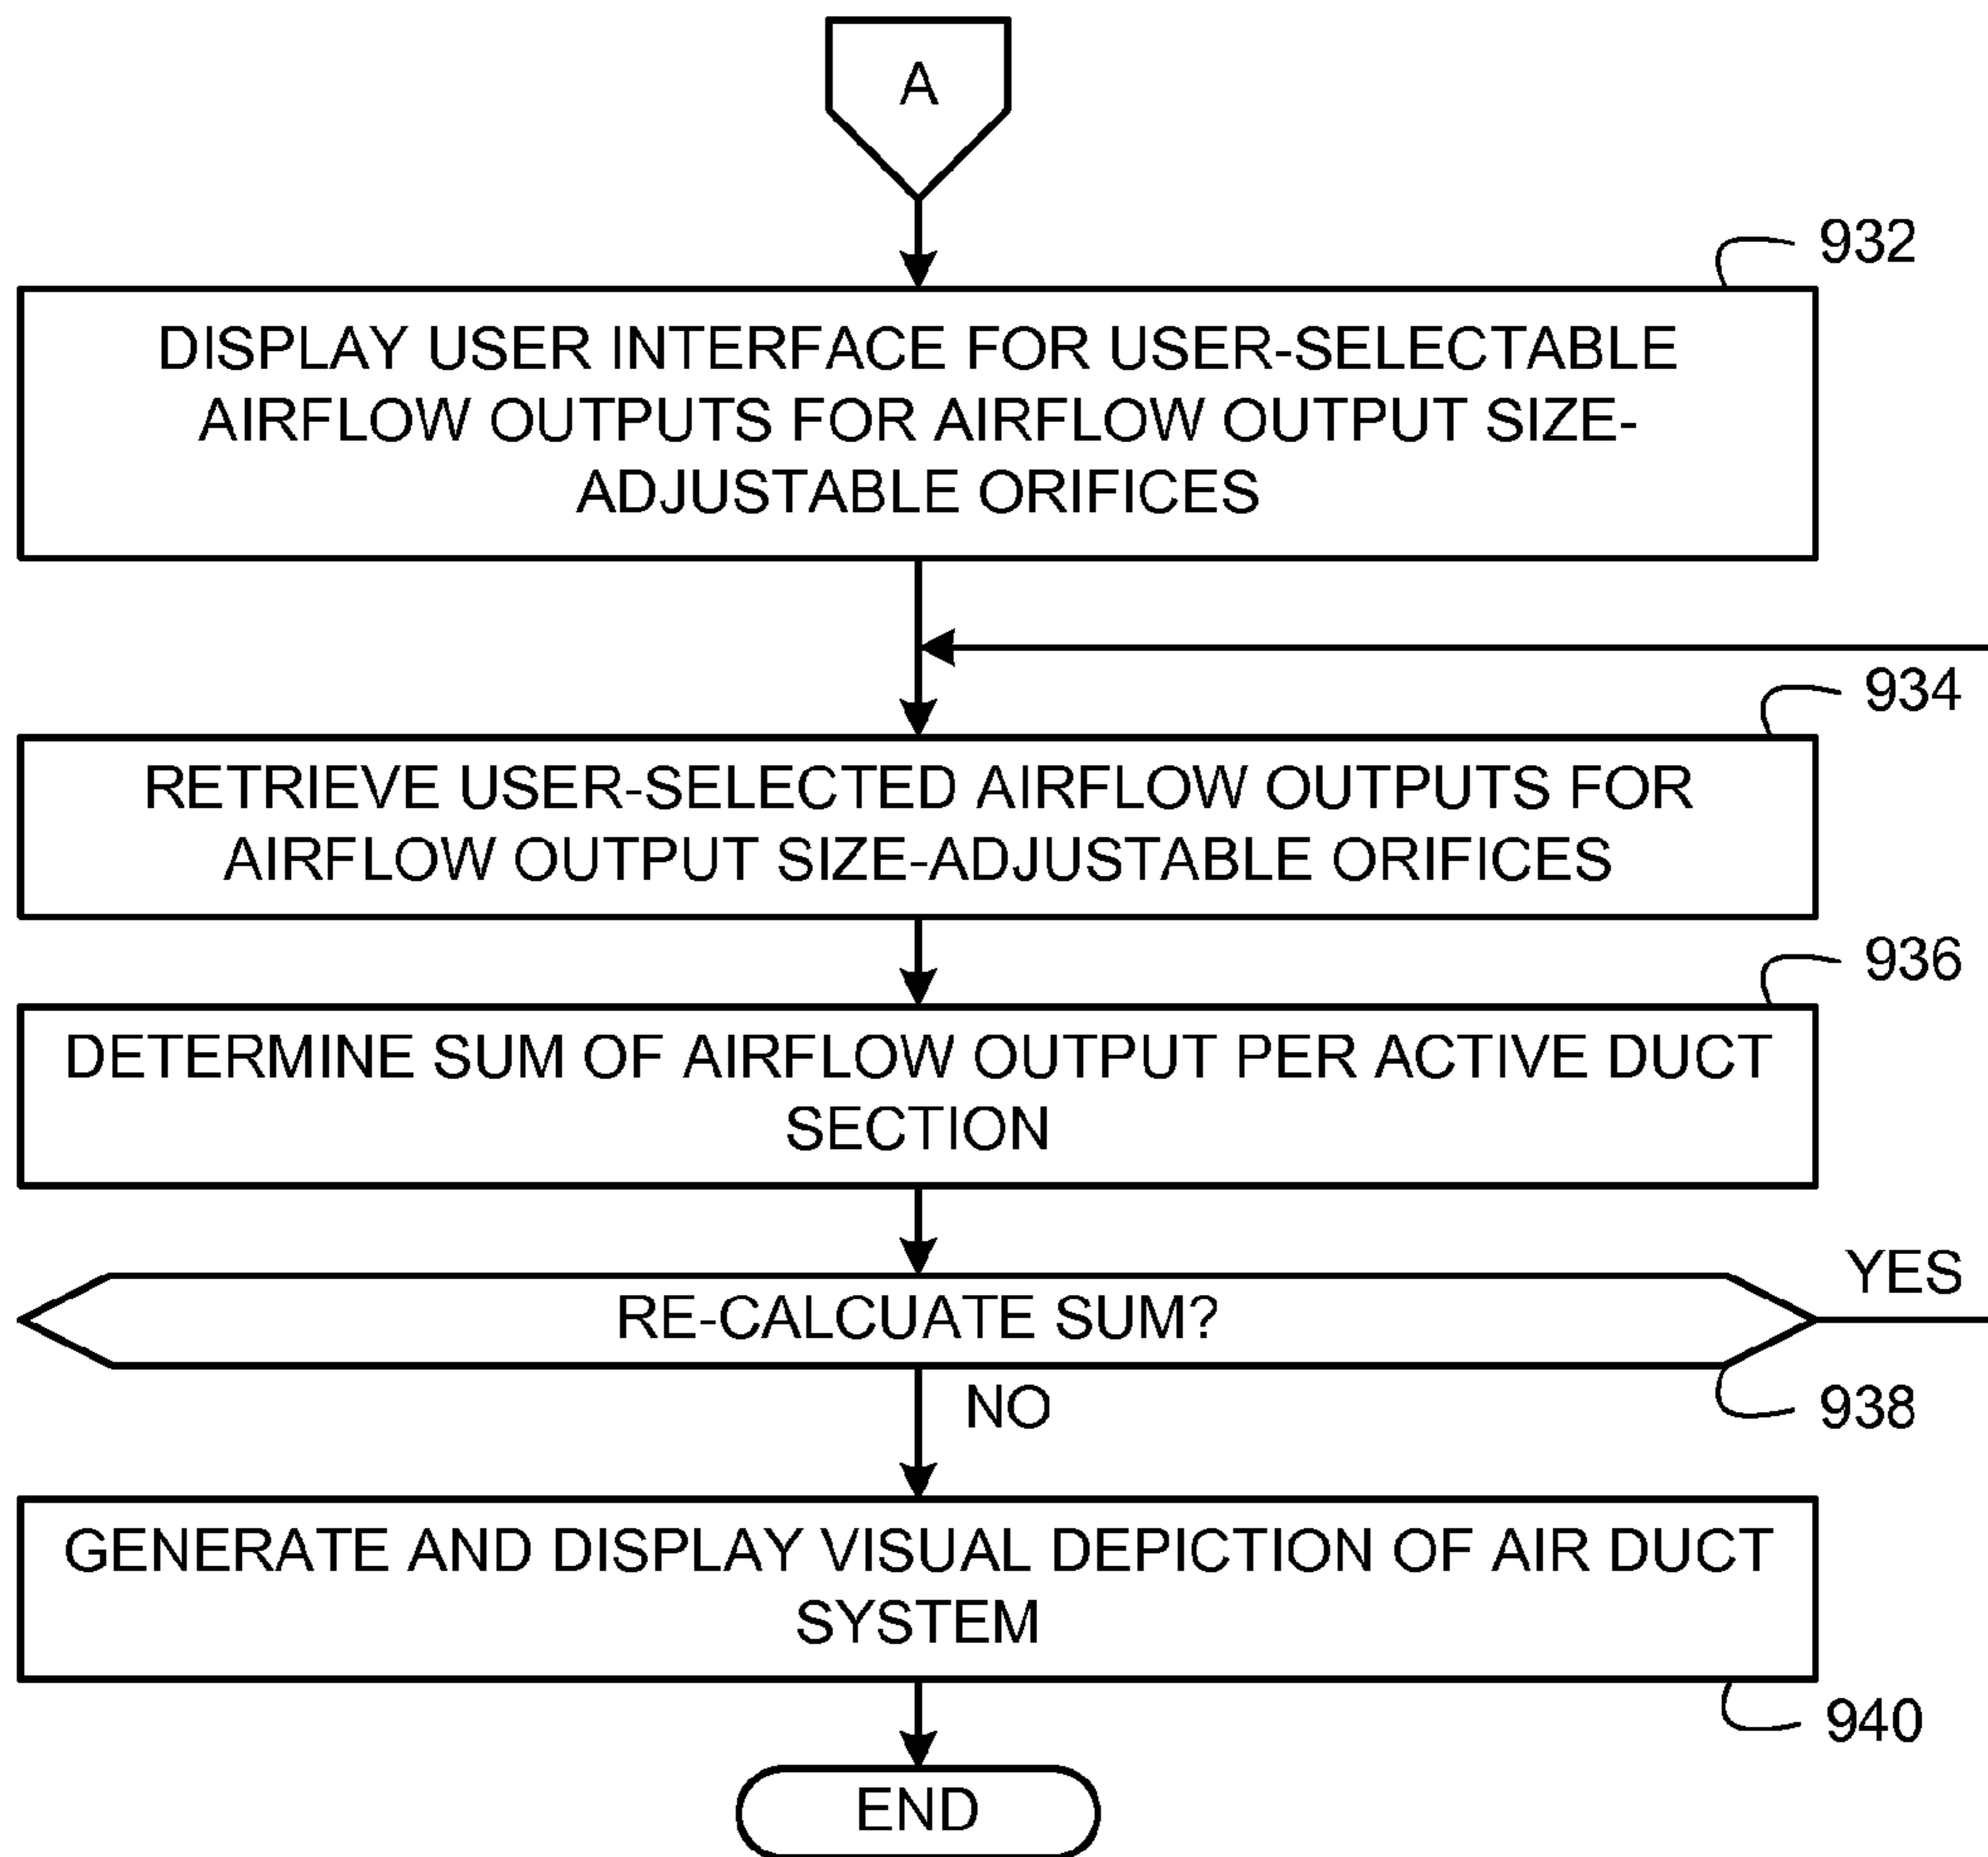 A
932
DISPLAY USER INTERFACE FOR USER-SELECTABLE
AIRFLOW OUTPUTS FOR AIRFLOW OUTPUT SIZE-
ADJUSTABLE ORIFICES
934
RETRIEVE USER-SELECTED AIRFLOW OUTPUTS FOR
AIRFLOW OUTPUT SIZE-ADJUSTABLE ORIFICES
936
DETERMINE SUM OF AIRFLOW OUTPUT PER ACTIVE DUCT
SECTION
YES
RE-CALCUATE SUM?
NO
938
GENERATE AND DISPLAY VISUAL DEPICTION OF AIR DUCT
SYSTEM
940
END